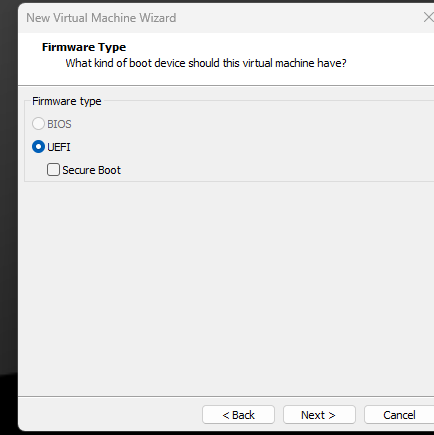 New Virtual Machine Wizard
Firmware Type
What kind of boot device should this virtual machine have?
Firmware type
BIOS
UEFI
Secure Boot
< Back Next > Cancel